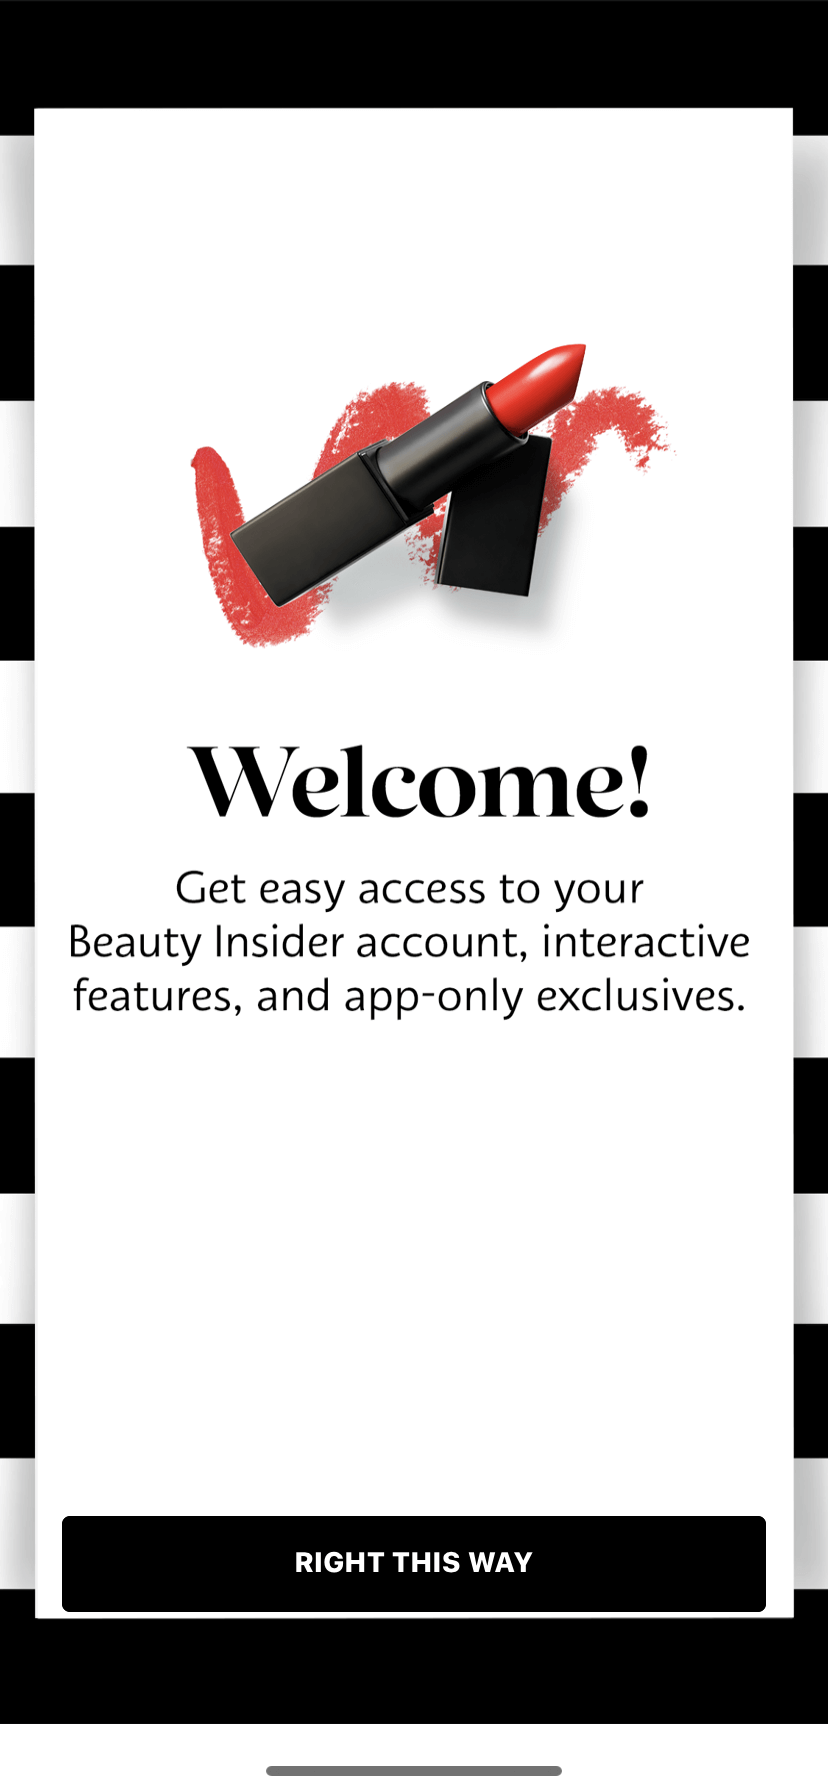 Welcome!
Get easy access to your
Beauty Insider account, interactive
features, and app-only exclusives.
RIGHT THIS WAY